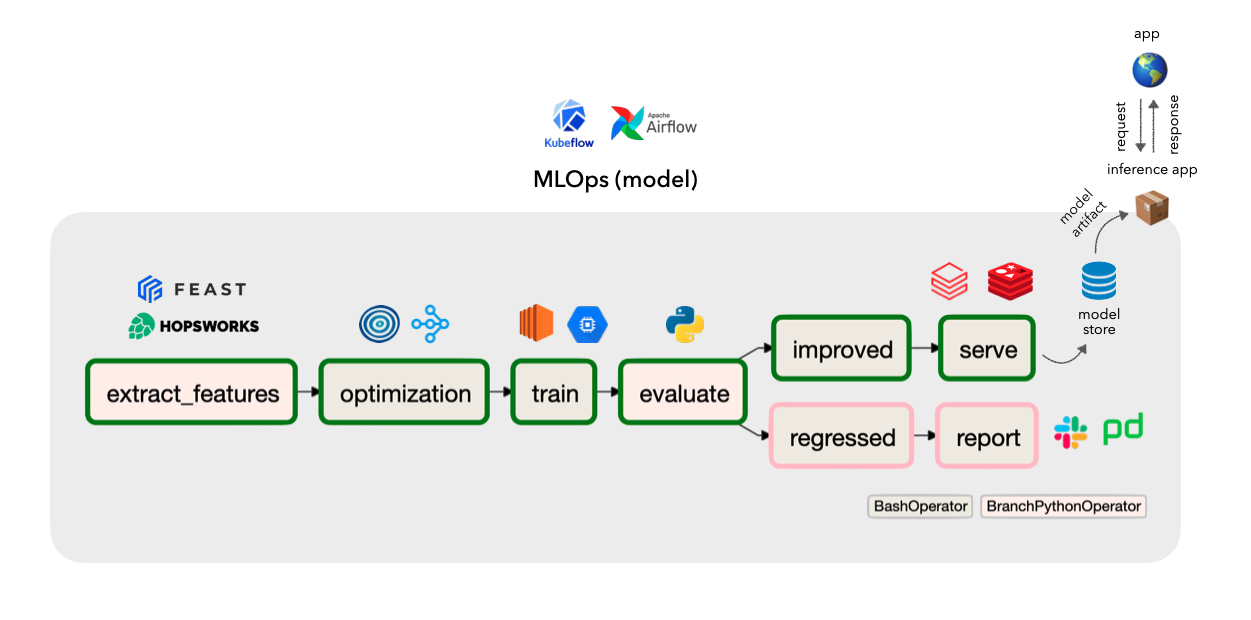 app
request
response
inference app
Kubeflow
Apache
Airflow
MLOps (model)
model
artifact
FEAST
HOPSWORKS
model
store
extract_features
optimization
train
evaluate
improved
serve
regressed
report
pd
BashOperator
BranchPythonOperator